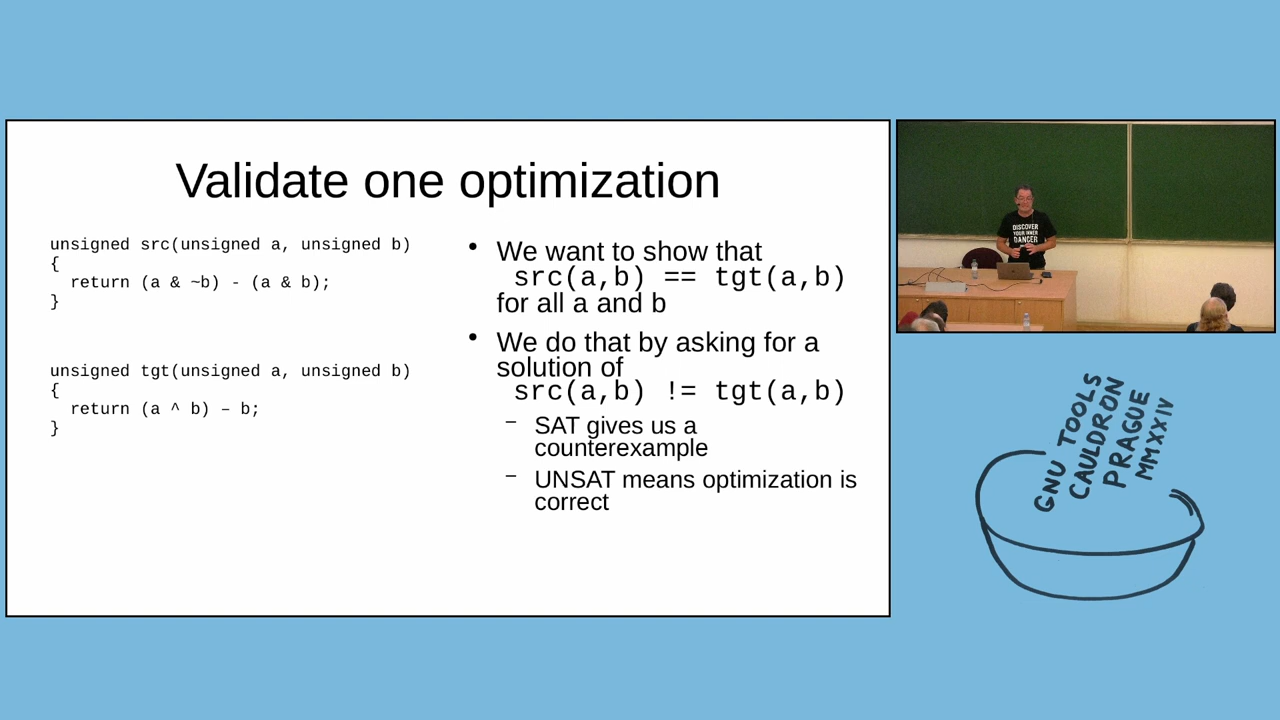 Validate one optimization
unsigned src(unsigned a, unsigned b)
{
return (a & ~b) - (a & b);
}
unsigned tgt(unsigned a, unsigned b)
{
return (a ^ b) – b;
}
• We want to show that
src(a,b) == tgt(a,b)
for all a and b
• We do that by asking for a
solution of
src(a,b) != tgt(a,b)
– SAT gives us a
counterexample
– UNSAT means optimization is
correct
DISCOVER
YOUR INNER
DANCER
GNU TOOLS
CAULDRON
PRAGUE
MMXXIV